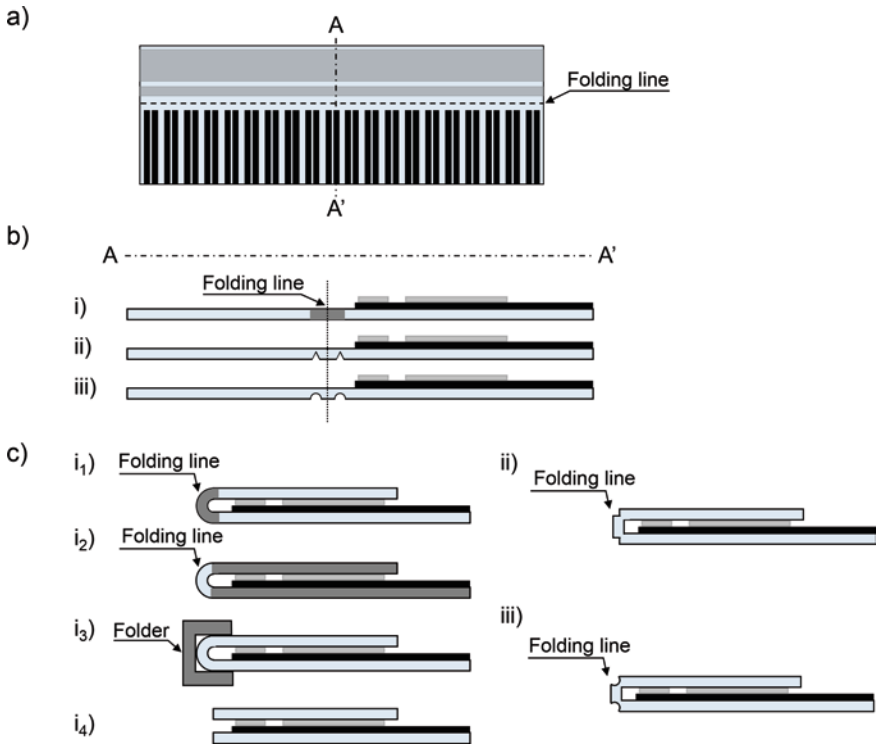 a)
A
Folding line
A'
b)
A A'
Folding line
i)
ii)
iii)
c)
i1)
Folding line
i2)
Folding line
i3)
Folder
i4)
ii)
Folding line
iii)
Folding line